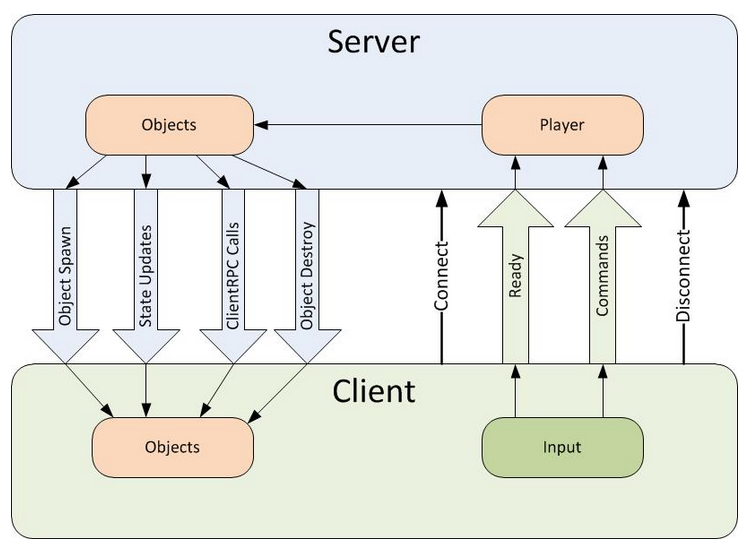 Server
Objects
Player
Object Spawn
State Updates
ClientRPC Calls
Object Destroy
Connect
Ready
Commands
Disconnect
Client
Objects
Input